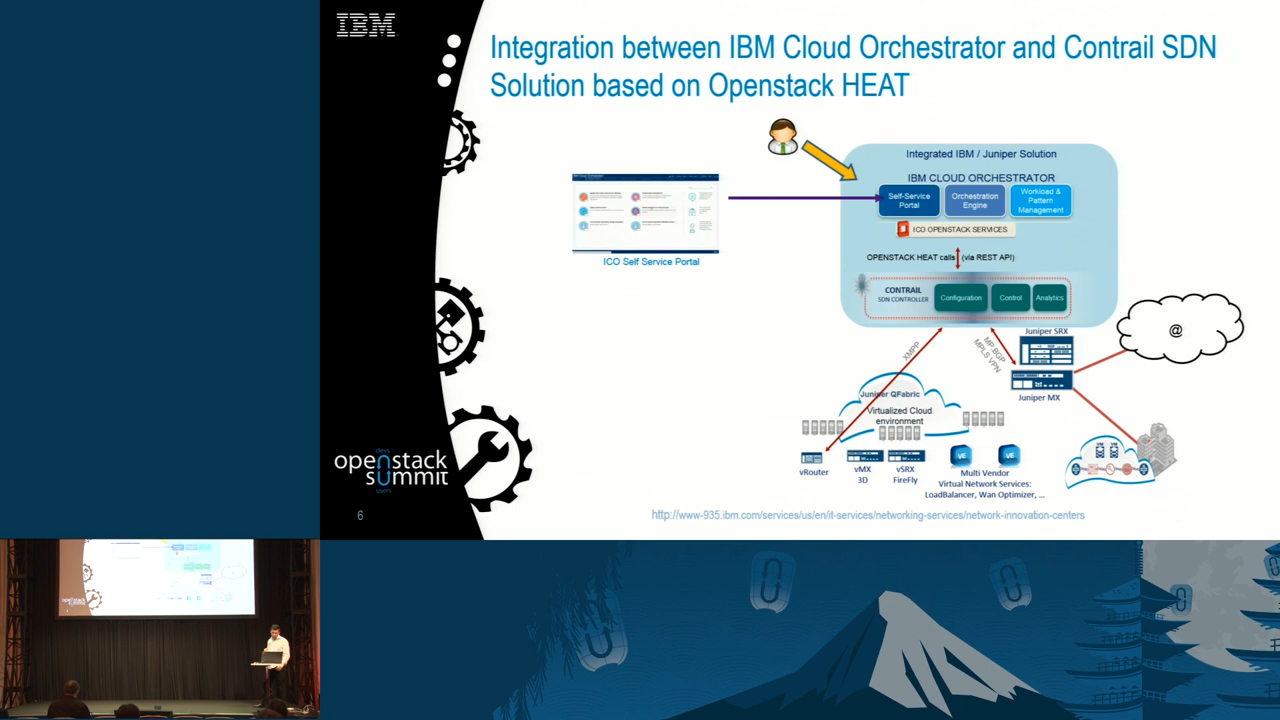 IBM
Integration between IBM Cloud Orchestrator and Contrail SDN
Solution based on Openstack HEAT
Integrated IBM / Juniper Solution
IBM CLOUD ORCHESTRATOR
Self-Service
Portal
Orchestration
Engine
Workload &
Pattern
Management
ICO OPENSTACK SERVICES
ICO Self Service Portal
OPENSTACK HEAT calls (via REST API)
CONTRAIL
SDN CONTROLLER
Configuration
Control
Analytics
XMPP
MP.BGP
MPLS VPN
Juniper SRX
Juniper MX
@
Juniper QFabric
Virtualized Cloud
environment
vRouter
vMX
3D
vSRX
FireFly
Multi Vendor
Virtual Network Services:
LoadBalancer, Wan Optimizer, ...
VM VM
devs
openstack
summit
users
6
http://www-935.ibm.com/services/us/en/it-services/networking-services/network-innovation-centers